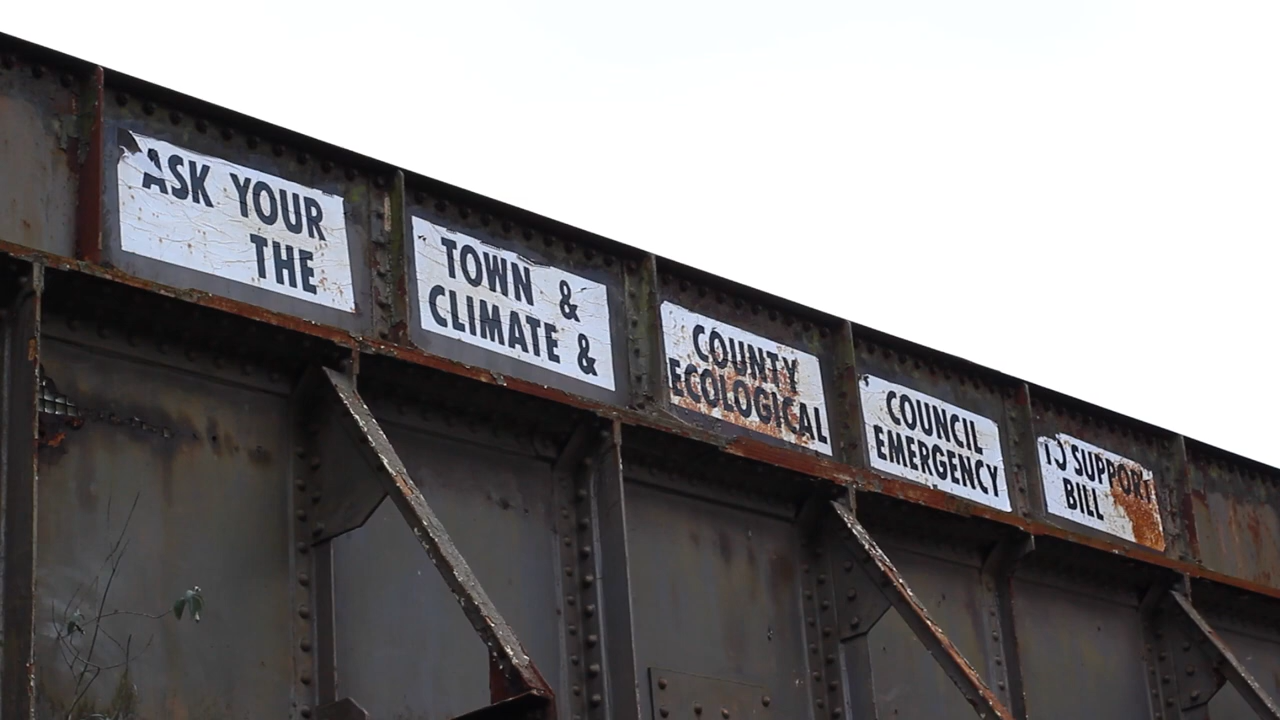 ASK YOUR TOWN & COUNTY COUNCIL TO SUPPORT
THE CLIMATE & ECOLOGICAL EMERGENCY BILL